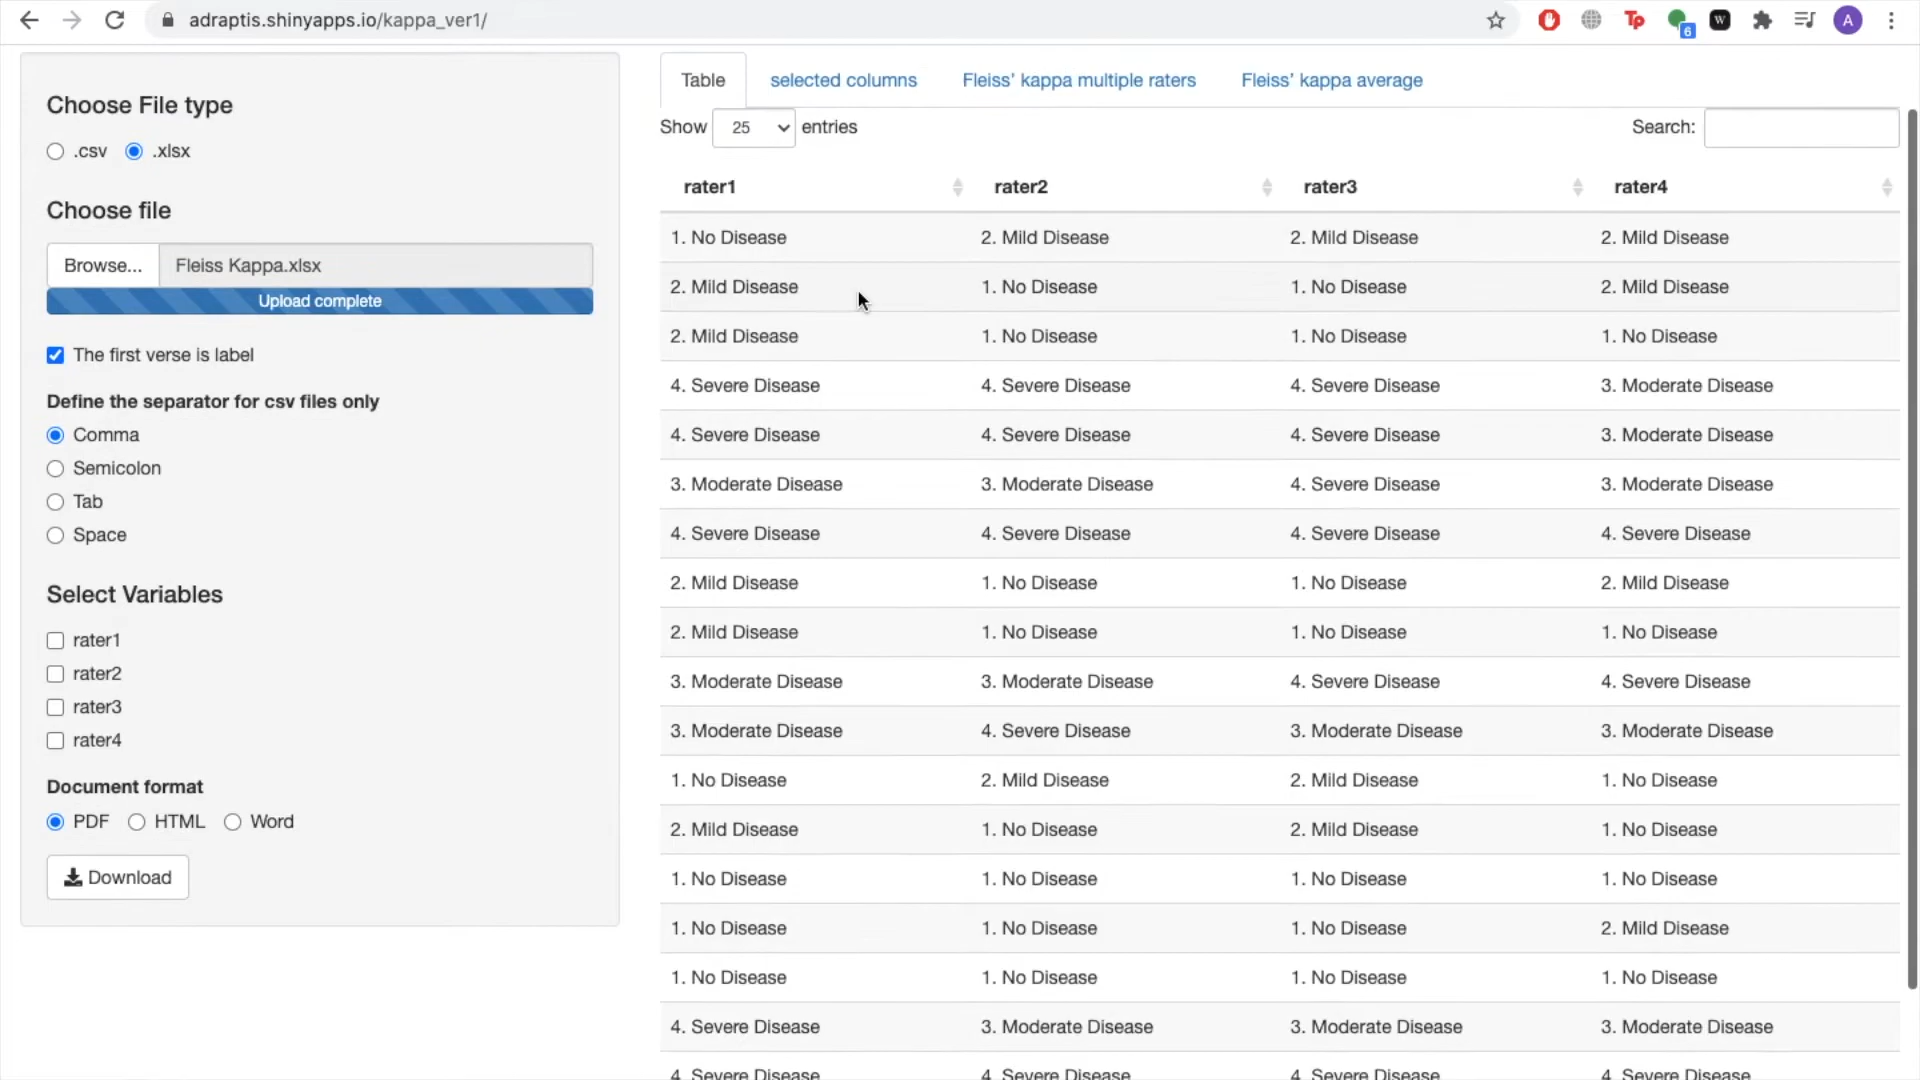 adraptis.shinyapps.io/kappa_ver1/
Tp
6
W
A
Choose File type
.csv .xlsx
Choose file
Browse... Fleiss Kappa.xlsx
Upload complete
The first verse is label
Define the separator for csv files only
Comma
Semicolon
Tab
Space
Select Variables
rater1
rater2
rater3
rater4
Document format
PDF HTML Word
Download
Table selected columns Fleiss’ kappa multiple raters Fleiss’ kappa average
Show 25 entries Search:
rater1 rater2 rater3 rater4
1. No Disease 2. Mild Disease 2. Mild Disease 2. Mild Disease
2. Mild Disease 1. No Disease 1. No Disease 2. Mild Disease
2. Mild Disease 1. No Disease 1. No Disease 1. No Disease
4. Severe Disease 4. Severe Disease 4. Severe Disease 3. Moderate Disease
4. Severe Disease 4. Severe Disease 4. Severe Disease 3. Moderate Disease
3. Moderate Disease 3. Moderate Disease 4. Severe Disease 3. Moderate Disease
4. Severe Disease 4. Severe Disease 4. Severe Disease 4. Severe Disease
2. Mild Disease 1. No Disease 1. No Disease 2. Mild Disease
2. Mild Disease 1. No Disease 1. No Disease 1. No Disease
3. Moderate Disease 3. Moderate Disease 4. Severe Disease 4. Severe Disease
3. Moderate Disease 4. Severe Disease 3. Moderate Disease 3. Moderate Disease
1. No Disease 2. Mild Disease 2. Mild Disease 1. No Disease
2. Mild Disease 1. No Disease 2. Mild Disease 1. No Disease
1. No Disease 1. No Disease 1. No Disease 1. No Disease
1. No Disease 1. No Disease 1. No Disease 2. Mild Disease
1. No Disease 1. No Disease 1. No Disease 1. No Disease
4. Severe Disease 3. Moderate Disease 3. Moderate Disease 3. Moderate Disease
4. Severe Disease 4. Severe Disease 4. Severe Disease 4. Severe Disease